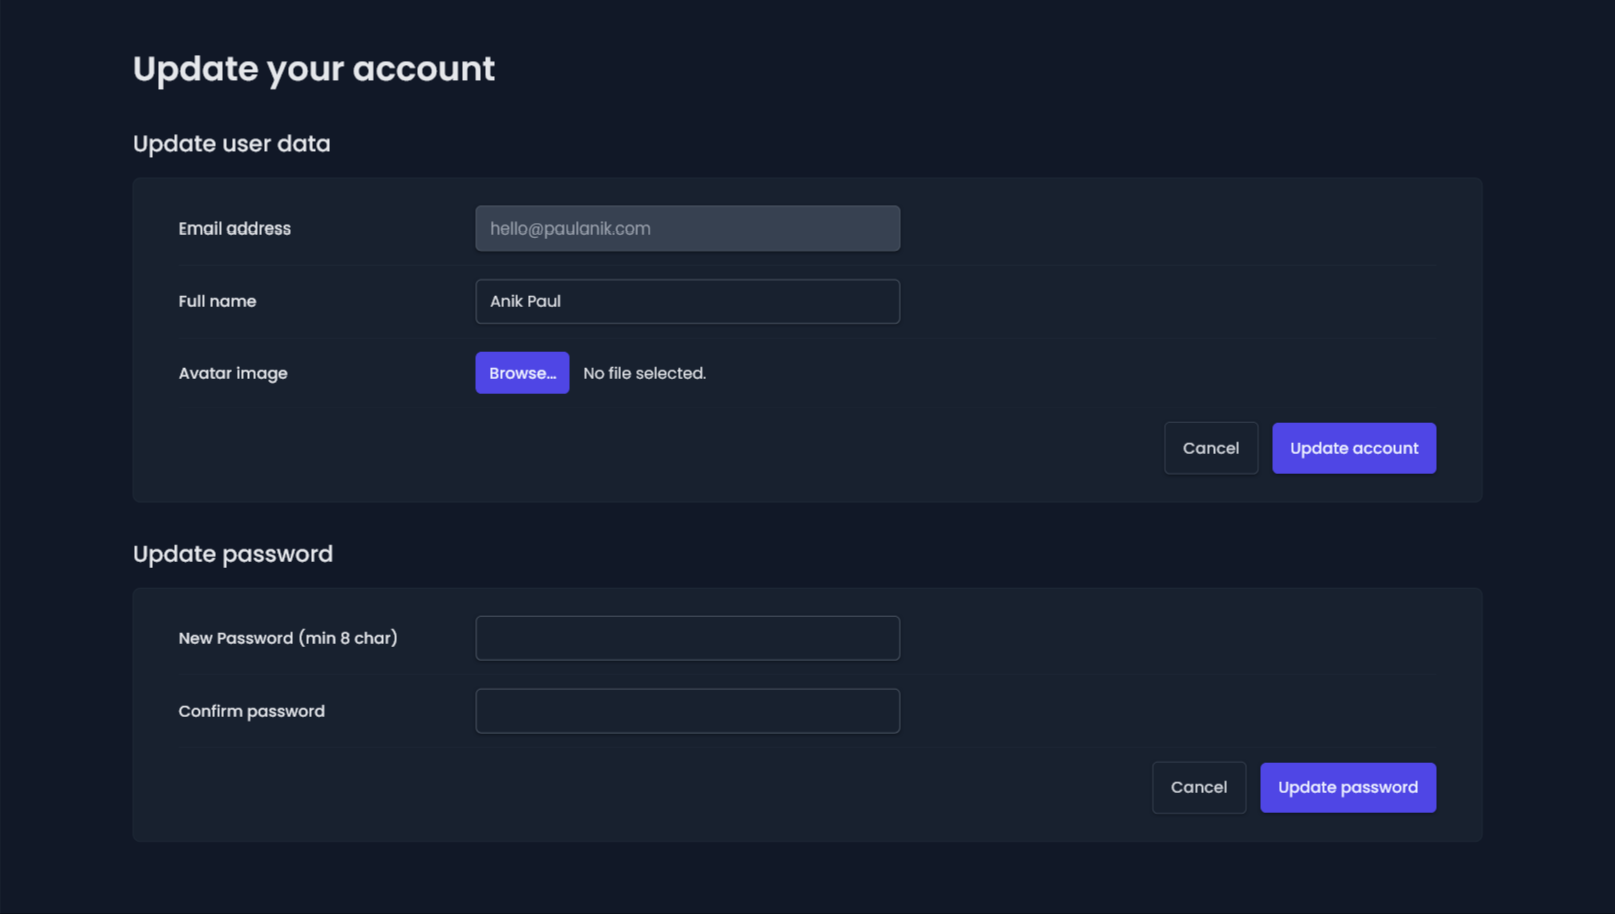 Update your account
Update user data
Email address
hello@paulanik.com
Full name
Anik Paul
Avatar image
Browse...
No file selected.
Cancel
Update account
Update password
New Password (min 8 char)
Confirm password
Cancel
Update password